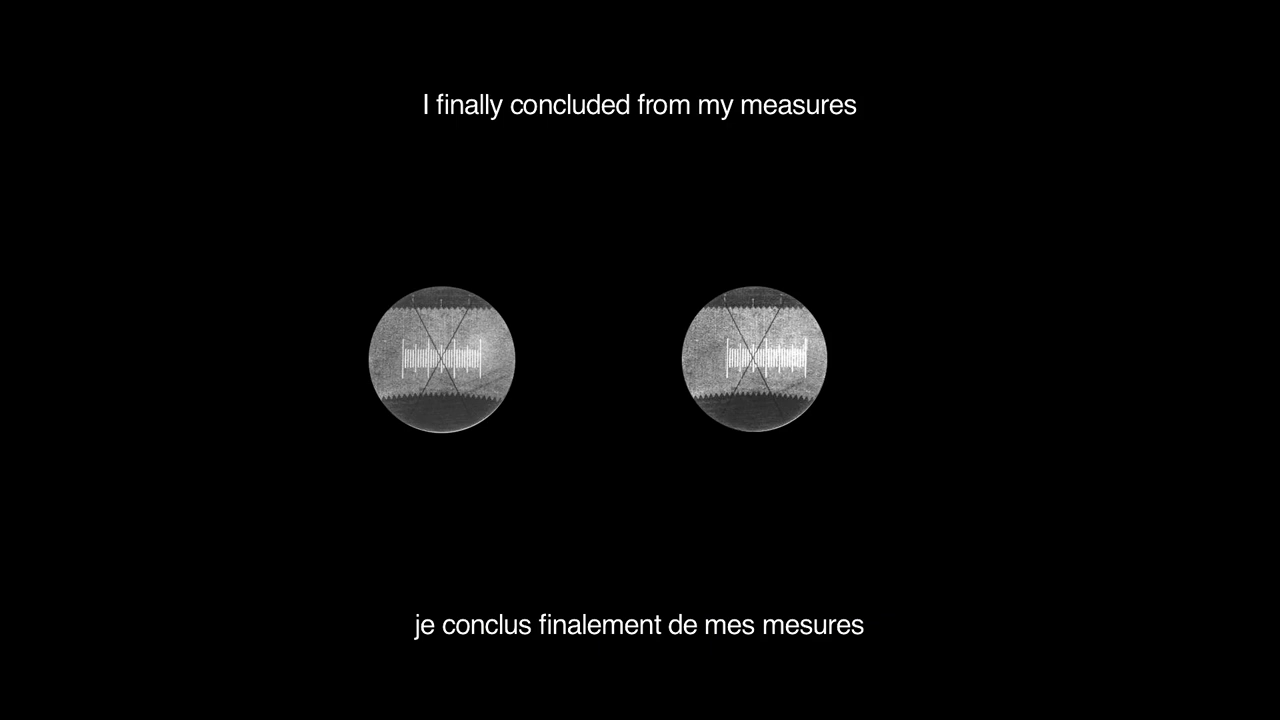 I finally concluded from my measures
je conclus finalement de mes mesures